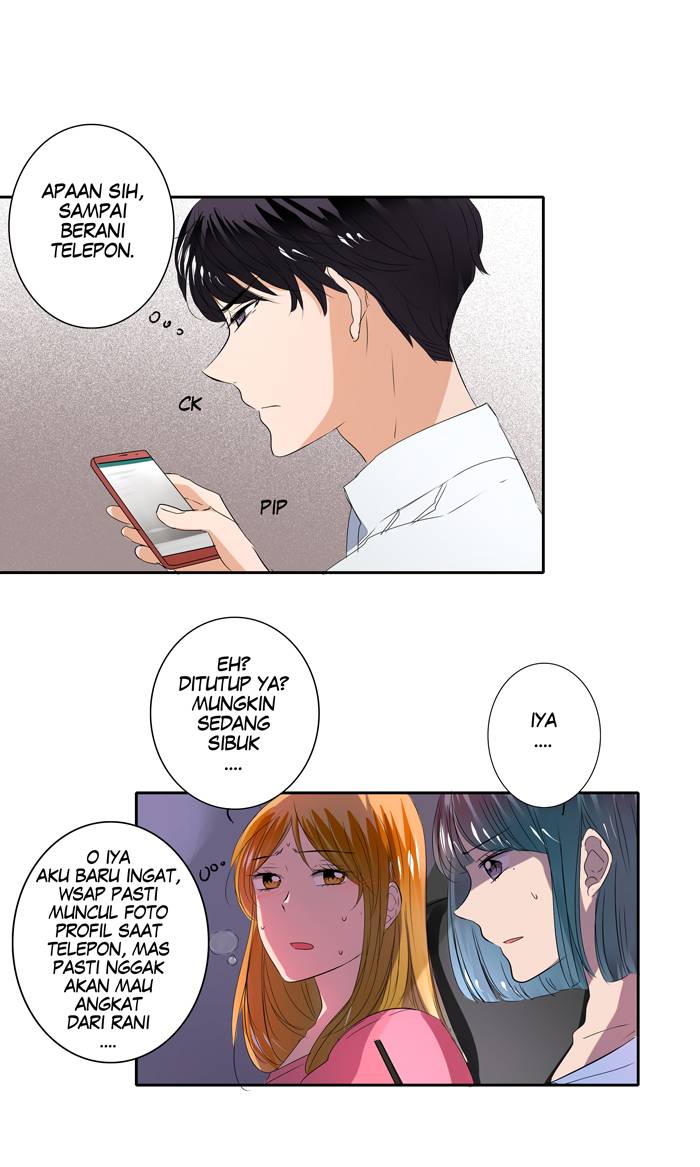 APAAN SIH,
SAMPAI
BERANI
TELEPON.
CK
PIP
EH?
DITUTUP YA?
MUNGKIN
SEDANG
SIBUK
....
IYA
....
O IYA
AKU BARU INGAT,
WSAP PASTI
MUNCUL FOTO
PROFIL SAAT
TELEPON, MAS
PASTI NGGAK
AKAN MAU
ANGKAT
DARI RANI
....